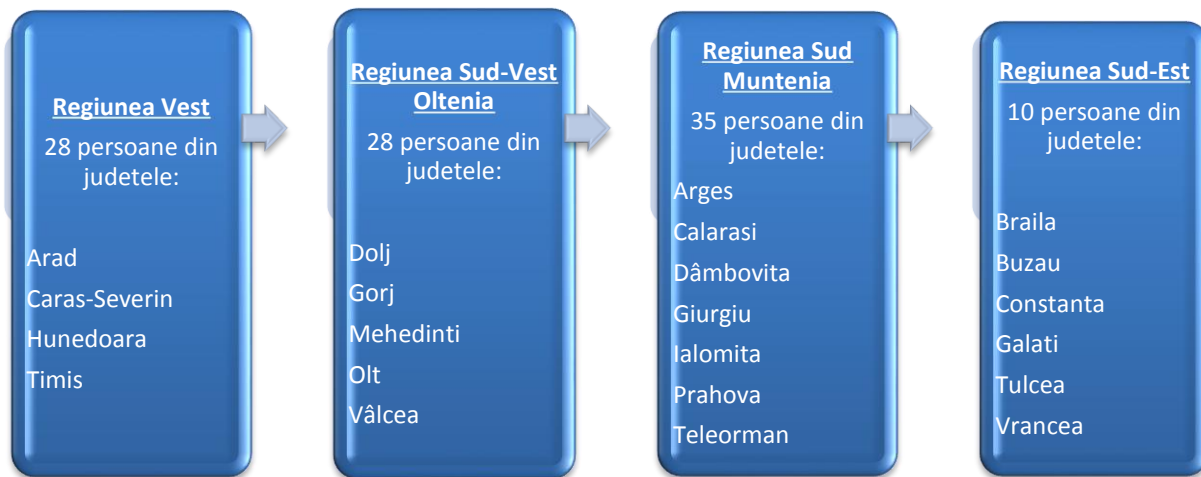 Regiunea Vest
28 persoane din
judetele:
Arad
Caras-Severin
Hunedoara
Timis
Regiunea Sud-Vest
Oltenia
28 persoane din
judetele:
Dolj
Gorj
Mehedinti
Olt
Vâlcea
Regiunea Sud
Muntenia
35 persoane din
judetele:
Arges
Calarasi
Dâmbovita
Giurgiu
Ialomita
Prahova
Teleorman
Regiunea Sud-Est
10 persoane din
judetele:
Braila
Buzau
Constanta
Galati
Tulcea
Vrancea